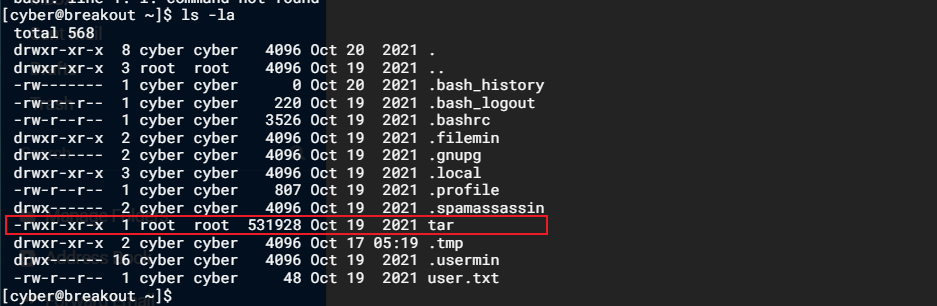 bash: line 1: 1: command not found
[cyber@breakout ~]$ ls -la
total 568
drwxr-xr-x  8 cyber cyber   4096 Oct 20  2021 .
drwxr-xr-x  3 root  root    4096 Oct 19  2021 ..
-rw-------  1 cyber cyber      0 Oct 20  2021 .bash_history
-rw-r--r--  1 cyber cyber    220 Oct 19  2021 .bash_logout
-rw-r--r--  1 cyber cyber   3526 Oct 19  2021 .bashrc
drwxr-xr-x  2 cyber cyber   4096 Oct 19  2021 .filemin
drwx------  2 cyber cyber   4096 Oct 19  2021 .gnupg
drwxr-xr-x  3 cyber cyber   4096 Oct 19  2021 .local
-rw-r--r--  1 cyber cyber    807 Oct 19  2021 .profile
drwx------  2 cyber cyber   4096 Oct 19  2021 .spamassassin
-rwxr-xr-x  1 root  root  531928 Oct 19  2021 tar
drwxr-xr-x  2 cyber cyber   4096 Oct 17 05:19 .tmp
drwx------ 16 cyber cyber   4096 Oct 19  2021 .usermin
-rw-r--r--  1 cyber cyber     48 Oct 19  2021 user.txt
[cyber@breakout ~]$